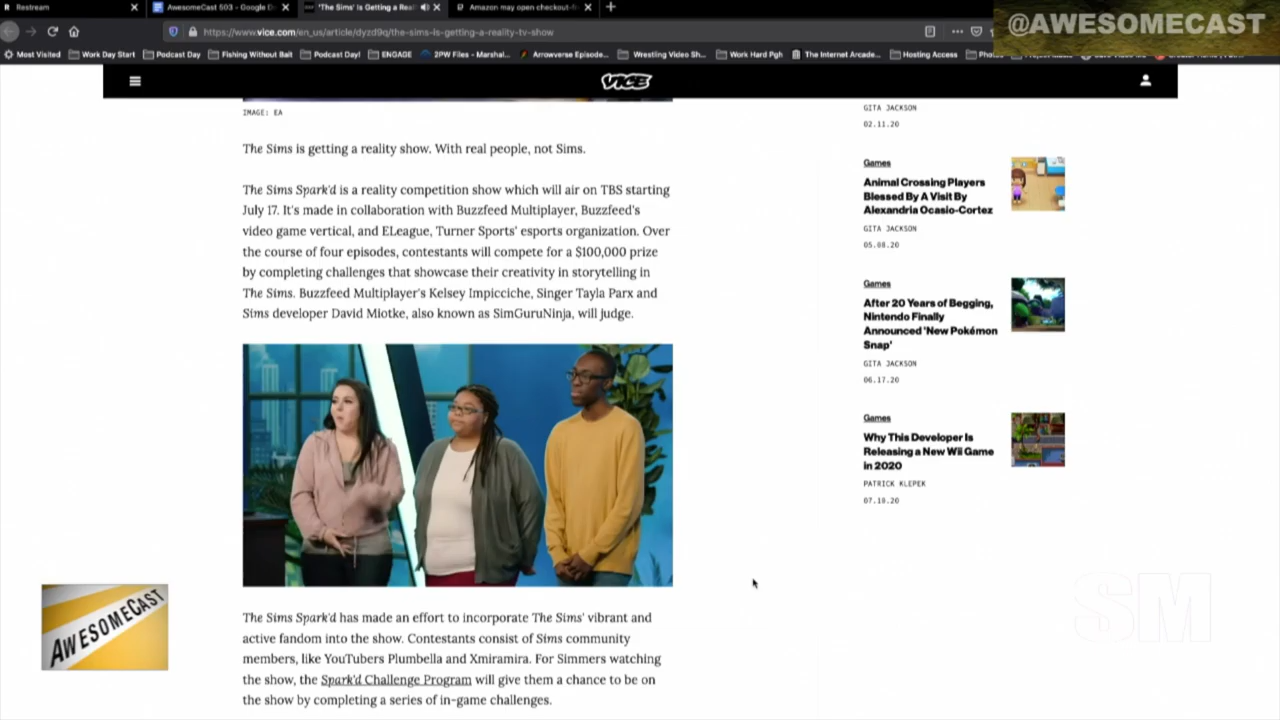 Restream
AwesomeCast 503 - Google D
'The Sims' Is Getting a Real
Amazon may open checkout-f
@AWESOMECAST
https://www.vice.com/en_us/article/dyzd9q/the-sims-is-getting-a-reality-tv-show
Most Visited
Work Day Start
Podcast Day
Fishing Without Bait
Podcast Day!
ENGAGE
2PW Files - Marshal...
Arrowverse Episode...
Wrestling Video Sh...
Work Hard Pgh
The Internet Arcade...
Hosting Access
VICE
IMAGE: EA
The Sims is getting a reality show. With real people, not Sims.
The Sims Spark'd is a reality competition show which will air on TBS starting
July 17. It's made in collaboration with Buzzfeed Multiplayer, Buzzfeed's
video game vertical, and ELeague, Turner Sports' esports organization. Over
the course of four episodes, contestants will compete for a $100,000 prize
by completing challenges that showcase their creativity in storytelling in
The Sims. Buzzfeed Multiplayer's Kelsey Impicciche, Singer Tayla Parx and
Sims developer David Miotke, also known as SimGuruNinja, will judge.
The Sims Spark'd has made an effort to incorporate The Sims' vibrant and
active fandom into the show. Contestants consist of Sims community
members, like YouTubers Plumbella and Xmiramira. For Simmers watching
the show, the Spark'd Challenge Program will give them a chance to be on
the show by completing a series of in-game challenges.
GITA JACKSON
02.11.20
Games
Animal Crossing Players
Blessed By A Visit By
Alexandria Ocasio-Cortez
GITA JACKSON
05.08.20
Games
After 20 Years of Begging,
Nintendo Finally
Announced 'New Pokémon
Snap'
GITA JACKSON
06.17.20
Games
Why This Developer Is
Releasing a New Wii Game
in 2020
PATRICK KLEPEK
07.10.20
AWESOMECAST
SM